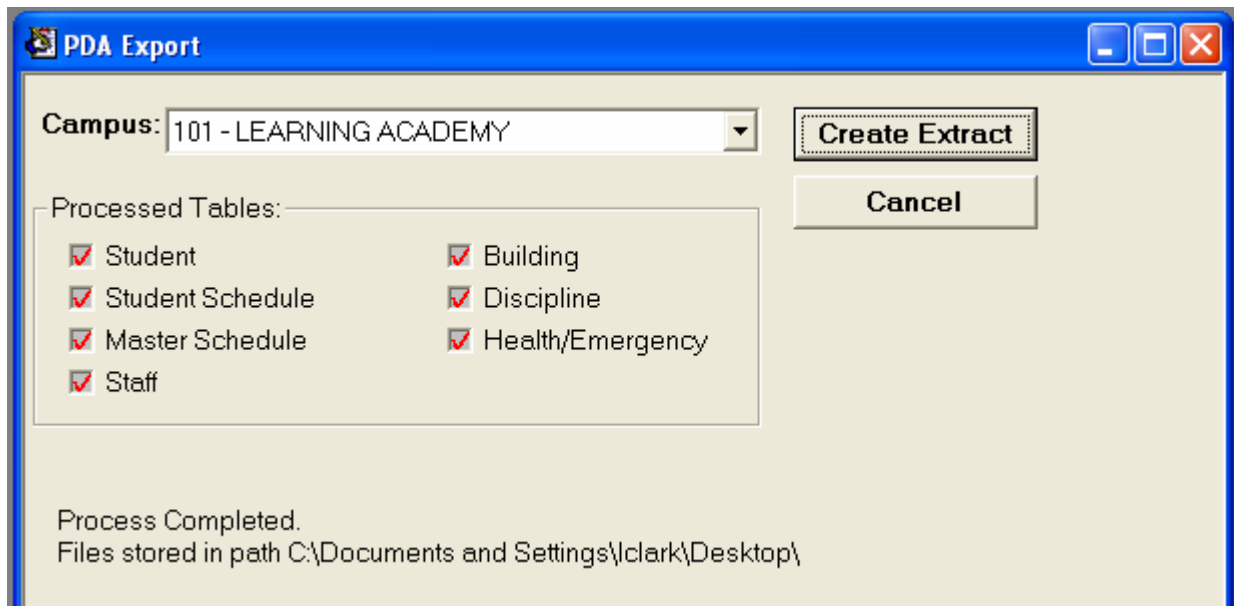 PDA Export
Campus: 101 - LEARNING ACADEMY
Create Extract
Cancel
Processed Tables:
Student
Building
Student Schedule
Discipline
Master Schedule
Health/Emergency
Staff
Process Completed.
Files stored in path C:\Documents and Settings\lclark\Desktop\